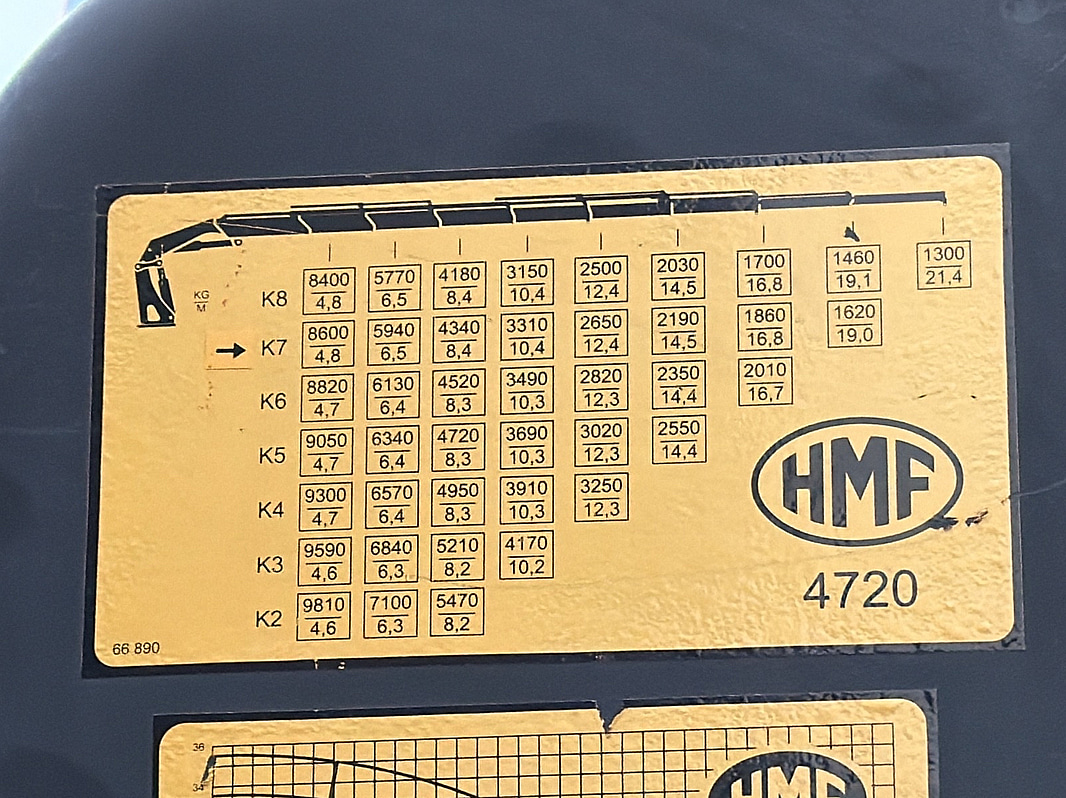 KG
M
K8 8400 5770 4180 3150 2500 2030 1700 1460 1300
4,8 6,5 8,4 10,4 12,4 14,5 16,8 19,1 21,4
K7 8600 5940 4340 3310 2650 2190 1860 1620
4,8 6,5 8,4 10,4 12,4 14,5 16,8 19,0
K6 8820 6130 4520 3490 2820 2350 2010
4,7 6,4 8,3 10,3 12,3 14,4 16,7
K5 9050 6340 4720 3690 3020 2550
4,7 6,4 8,3 10,3 12,3 14,4
K4 9300 6570 4950 3910 3250
4,7 6,4 8,3 10,3 12,3
K3 9590 6840 5210 4170
4,6 6,3 8,2 10,2
K2 9810 7100 5470
4,6 6,3 8,2
HMF
4720
66 890
36
34
HMF